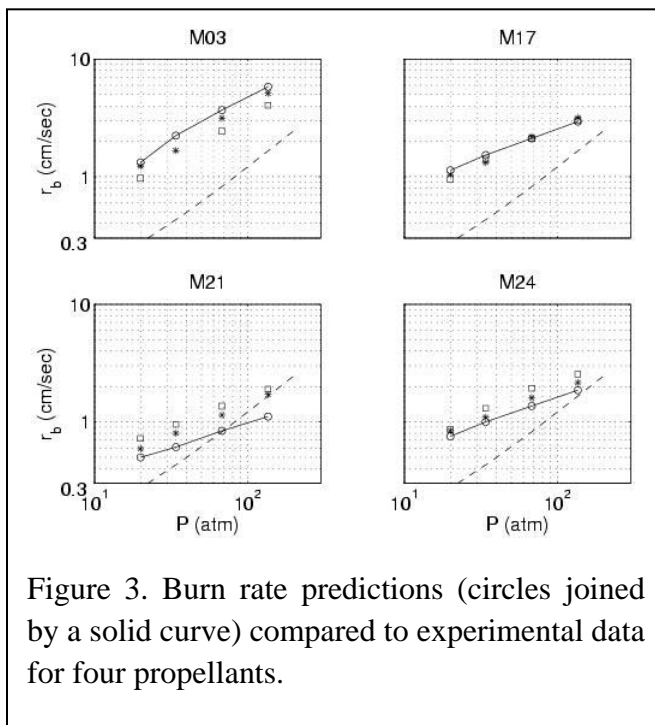 M03
M17
10
1
0.3
r_b (cm/sec)
M21
M24
10
1
0.3
r_b (cm/sec)
10^1
10^2
10^1
10^2
P (atm)
P (atm)
Figure 3. Burn rate predictions (circles joined
by a solid curve) compared to experimental data
for four propellants.